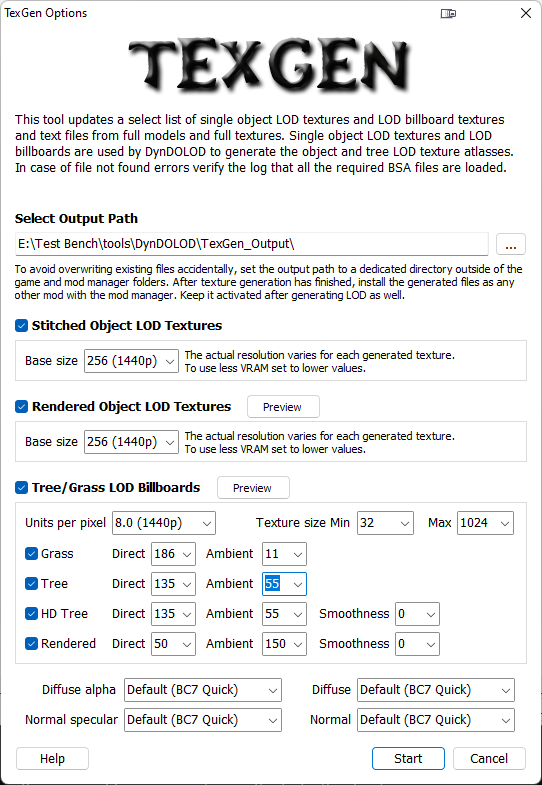 TexGen Options
TEXGEN
This tool updates a select list of single object LOD textures and LOD billboard textures
and text files from full models and full textures. Single object LOD textures and LOD
billboards are used by DynDOLOD to generate the object and tree LOD texture atlasses.
In case of file not found errors verify the log that all the required BSA files are loaded.
Select Output Path
E:\Test Bench\tools\DynDOLOD\TexGen_Output\ ...
To avoid overwriting existing files accidentally, set the output path to a dedicated directory outside of the
game and mod manager folders. After texture generation has finished, install the generated files as any
other mod with the mod manager. Keep it activated after generating LOD as well.
Stitched Object LOD Textures
Base size 256 (1440p) The actual resolution varies for each generated texture.
To use less VRAM set to lower values.
Rendered Object LOD Textures Preview
Base size 256 (1440p) The actual resolution varies for each generated texture.
To use less VRAM set to lower values.
Tree/Grass LOD Billboards Preview
Units per pixel 8.0 (1440p) Texture size Min 32 Max 1024
Grass Direct 186 Ambient 11
Tree Direct 135 Ambient 55
HD Tree Direct 135 Ambient 55 Smoothness 0
Rendered Direct 50 Ambient 150 Smoothness 0
Diffuse alpha Default (BC7 Quick) Diffuse Default (BC7 Quick)
Normal specular Default (BC7 Quick) Normal Default (BC7 Quick)
Help Start Cancel